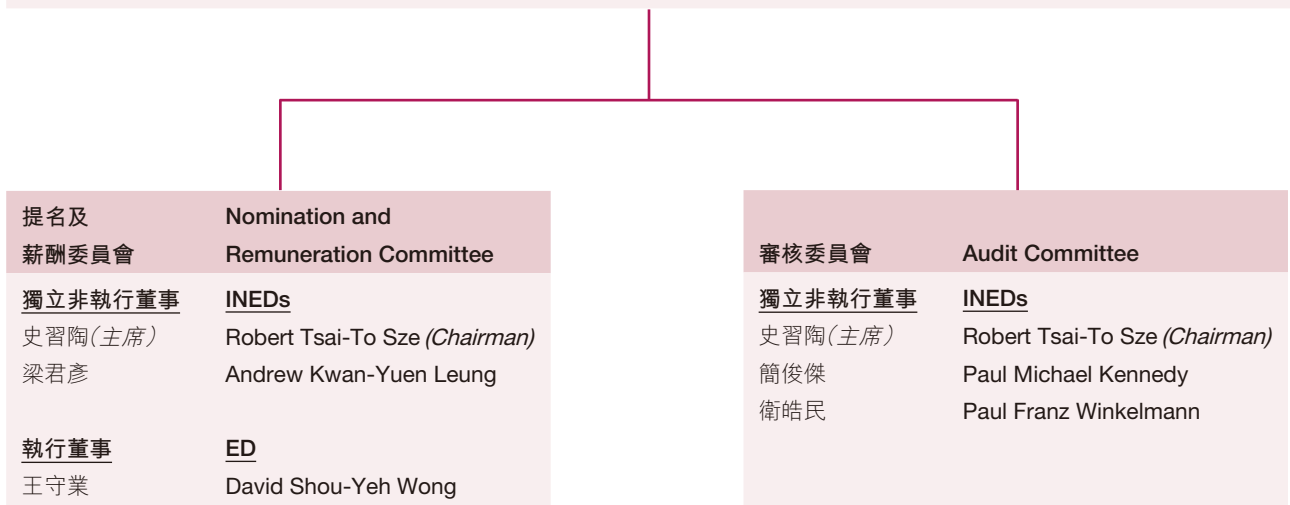 提名及 Nomination and
薪酬委員會 Remuneration Committee
獨立非執行董事 INEDs
史習陶(主席) Robert Tsai-To Sze (Chairman)
梁君彥 Andrew Kwan-Yuen Leung
執行董事 ED
王守業 David Shou-Yeh Wong
審核委員會 Audit Committee
獨立非執行董事 INEDs
史習陶(主席) Robert Tsai-To Sze (Chairman)
簡俊傑 Paul Michael Kennedy
衛皓民 Paul Franz Winkelmann